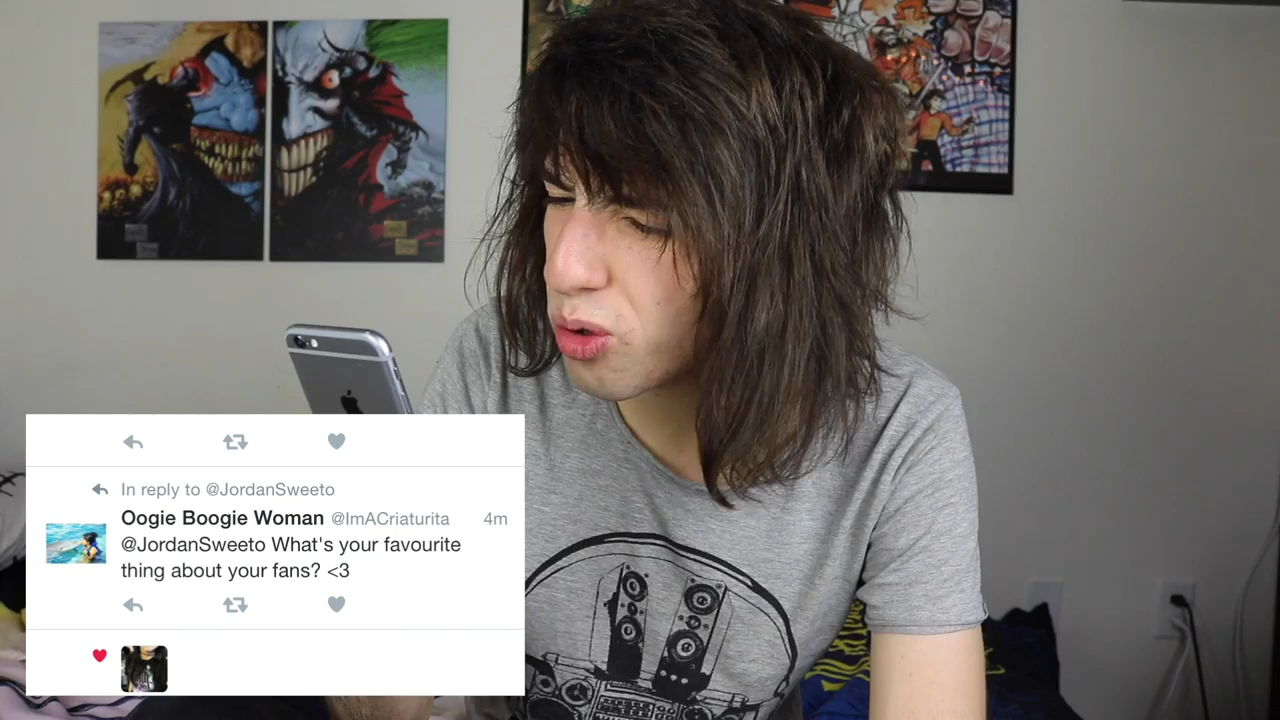 In reply to @JordanSweeto
Oogie Boogie Woman @ImACriaturita 4m
@JordanSweeto What's your favourite
thing about your fans? <3